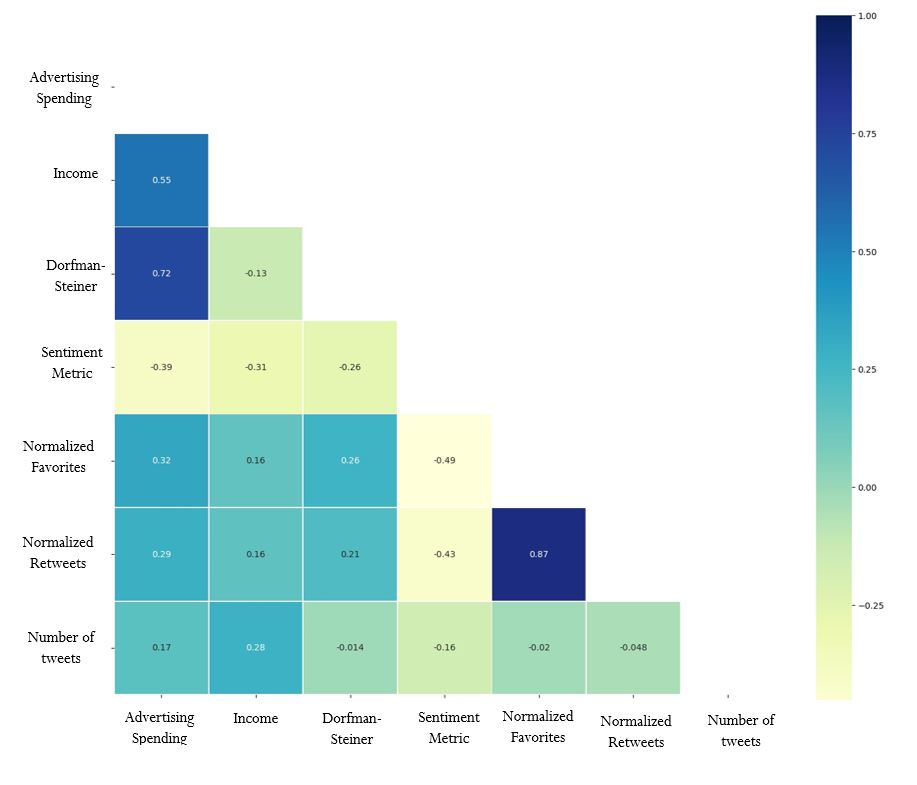 1.00
Advertising
Spending
0.75
Income
0.55
0.50
Dorfman-
Steiner
0.72 -0.13
0.25
Sentiment
Metric
-0.39 -0.31 -0.26
Normalized
Favorites
0.32 0.16 0.26 -0.49
0.00
Normalized
Retweets
0.29 0.16 0.21 -0.43 0.87
−0.25
Number of
tweets
0.17 0.28 -0.014 -0.16 -0.02 -0.048
Advertising
Spending
Income
Dorfman-
Steiner
Sentiment
Metric
Normalized
Favorites
Normalized
Retweets
Number of
tweets